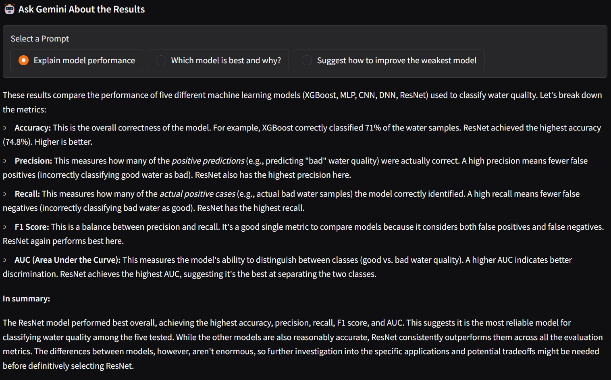 Ask Gemini About the Results
Select a Prompt
Explain model performance
Which model is best and why?
Suggest how to improve the weakest model
These results compare the performance of five different machine learning models (XGBoost, MLP, CNN, DNN, ResNet) used to classify water quality. Let's break down
the metrics:
Accuracy: This is the overall correctness of the model. For example, XGBoost correctly classified 71% of the water samples. ResNet achieved the highest accuracy
(74.8%). Higher is better.
Precision: This measures how many of the positive predictions (e.g., predicting "bad" water quality) were actually correct. A high precision means fewer false
positives (incorrectly classifying good water as bad). ResNet also has the highest precision here.
Recall: This measures how many of the actual positive cases (e.g., actual bad water samples) the model correctly identified. A high recall means fewer false
negatives (incorrectly classifying bad water as good). ResNet has the highest recall.
F1 Score: This is a balance between precision and recall. It's a good single metric to compare models because it considers both false positives and false negatives.
ResNet again performs best here.
AUC (Area Under the Curve): This measures the model's ability to distinguish between classes (good vs. bad water quality). A higher AUC indicates better
discrimination. ResNet achieves the highest AUC, suggesting it's the best at separating the two classes.
In summary:
The ResNet model performed best overall, achieving the highest accuracy, precision, recall, F1 score, and AUC. This suggests it is the most reliable model for
classifying water quality among the five tested. While the other models are also reasonably accurate, ResNet consistently outperforms them across all the evaluation
metrics. The differences between models, however, aren't enormous, so further investigation into the specific applications and potential tradeoffs might be needed
before definitively selecting ResNet.